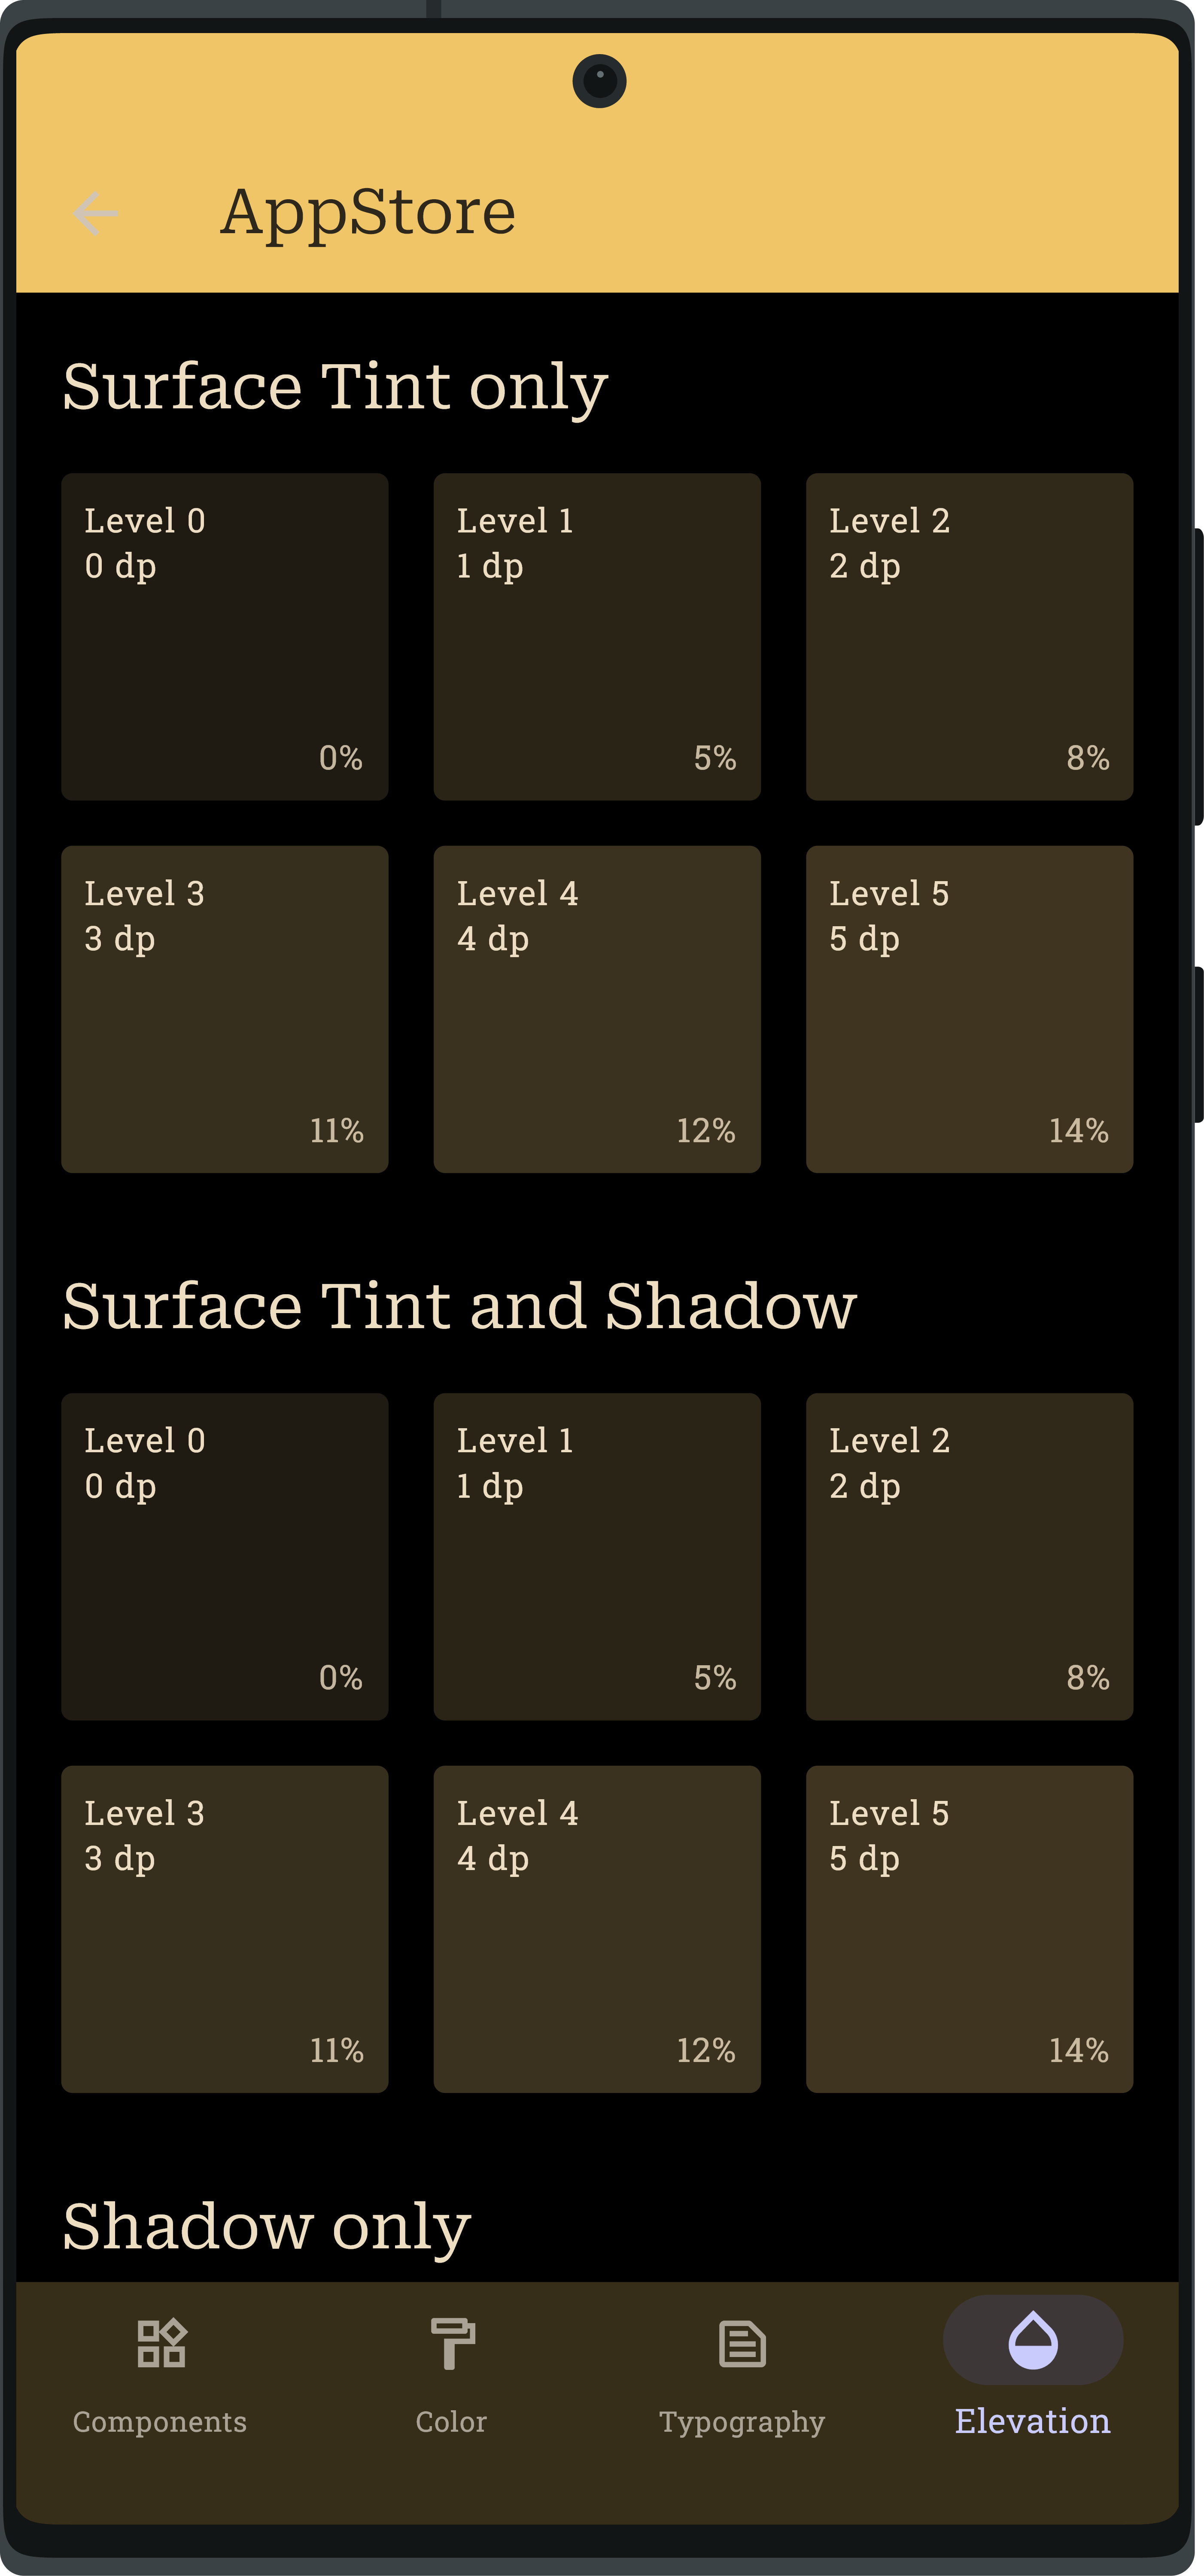 AppStore
Surface Tint only
Level 0
0 dp
0%
Level 1
1 dp
5%
Level 2
2 dp
8%
Level 3
3 dp
11%
Level 4
4 dp
12%
Level 5
5 dp
14%
Surface Tint and Shadow
Level 0
0 dp
0%
Level 1
1 dp
5%
Level 2
2 dp
8%
Level 3
3 dp
11%
Level 4
4 dp
12%
Level 5
5 dp
14%
Shadow only
Components
Color
Typography
Elevation